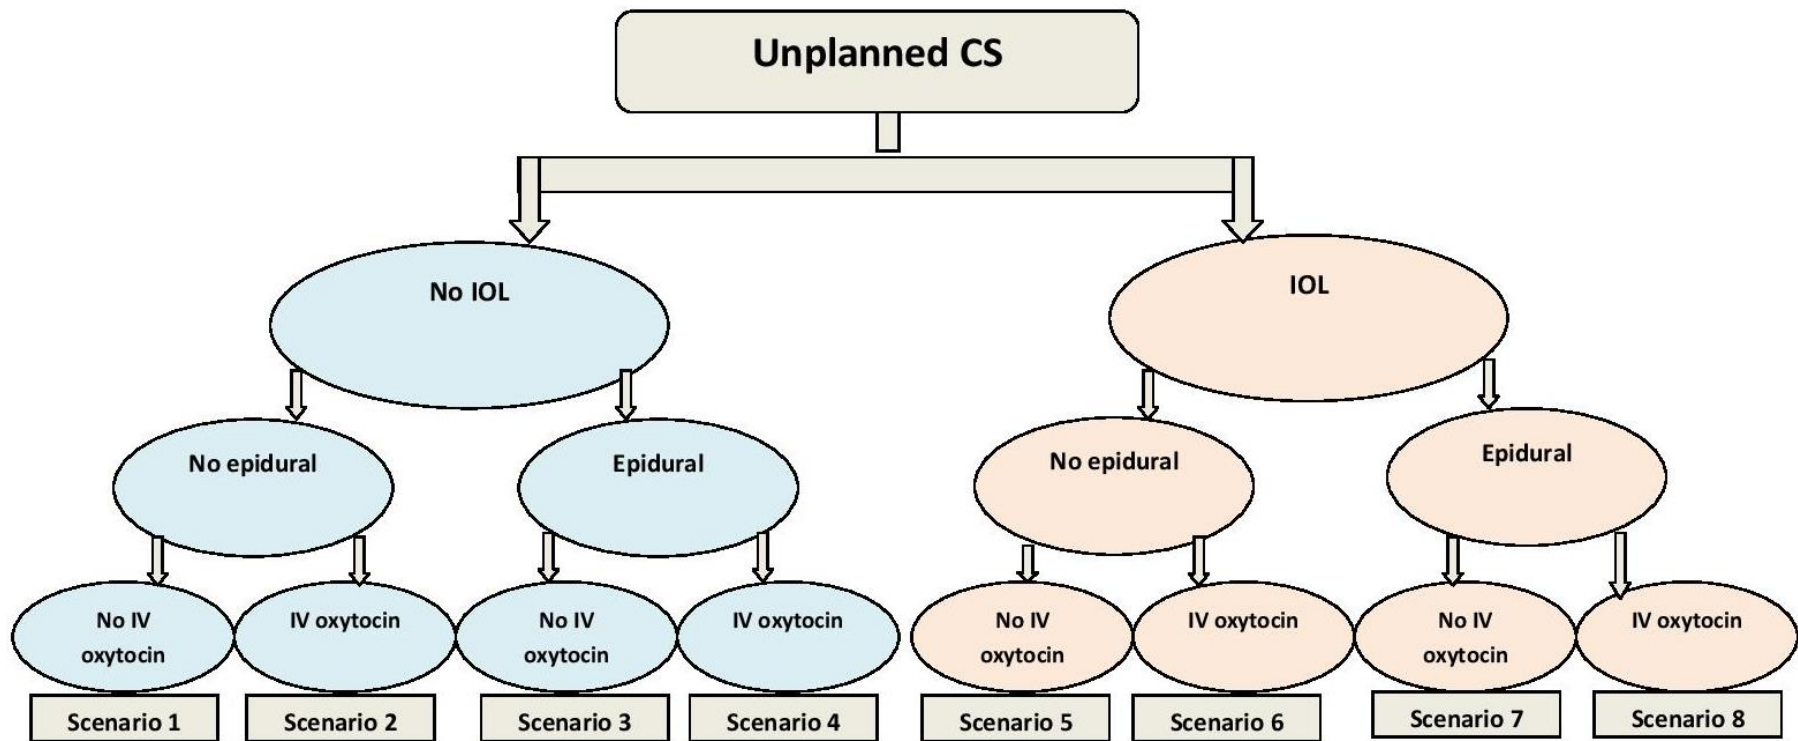 Unplanned CS
No IOL
IOL
No epidural
Epidural
No epidural
Epidural
No IV
oxytocin
IV oxytocin
No IV
oxytocin
IV oxytocin
No IV
oxytocin
IV oxytocin
No IV
oxytocin
IV oxytocin
Scenario 1
Scenario 2
Scenario 3
Scenario 4
Scenario 5
Scenario 6
Scenario 7
Scenario 8